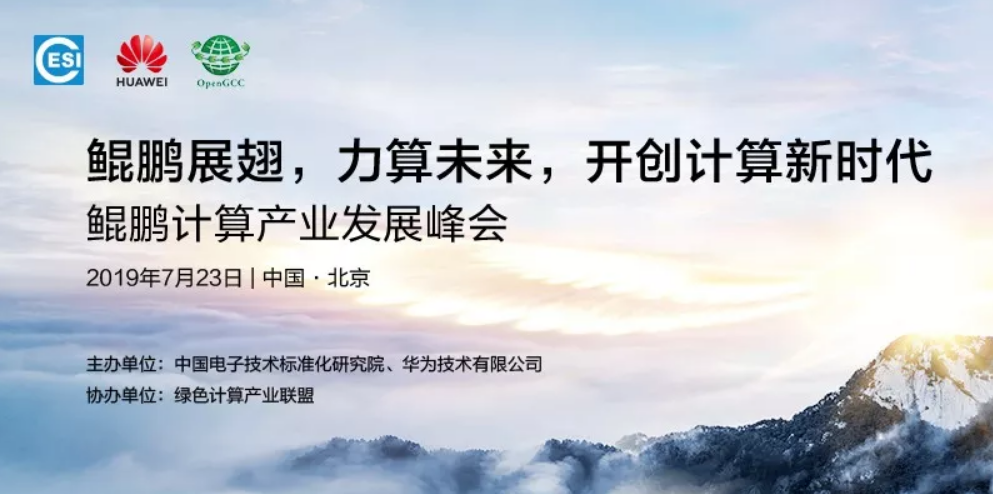 CESI
HUAWEI
OpenGCC
鲲鹏展翅，力算未来，开创计算新时代
鲲鹏计算产业发展峰会
2019年7月23日 | 中国 · 北京
主办单位：中国电子技术标准化研究院、华为技术有限公司
协办单位：绿色计算产业联盟